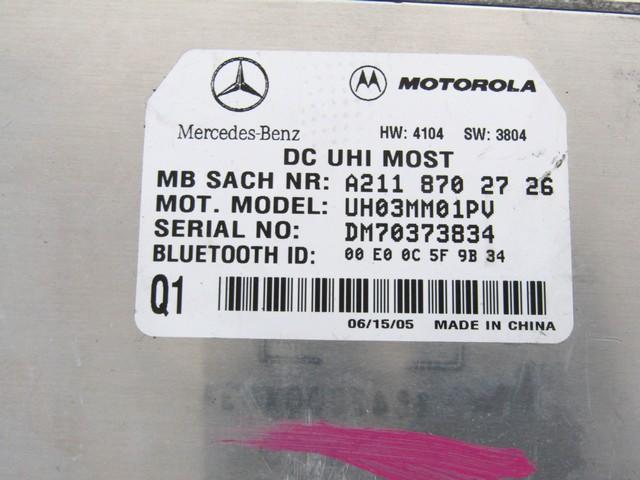 MOTOROLA
Mercedes-Benz
HW: 4104 SW: 3804
DC UHI MOST
MB SACH NR: A211 870 27 26
MOT. MODEL: UH03MM01PV
SERIAL NO: DM70373834
BLUETOOTH ID: 00 E0 0C 5F 9B 34
Q1
06/15/05 MADE IN CHINA